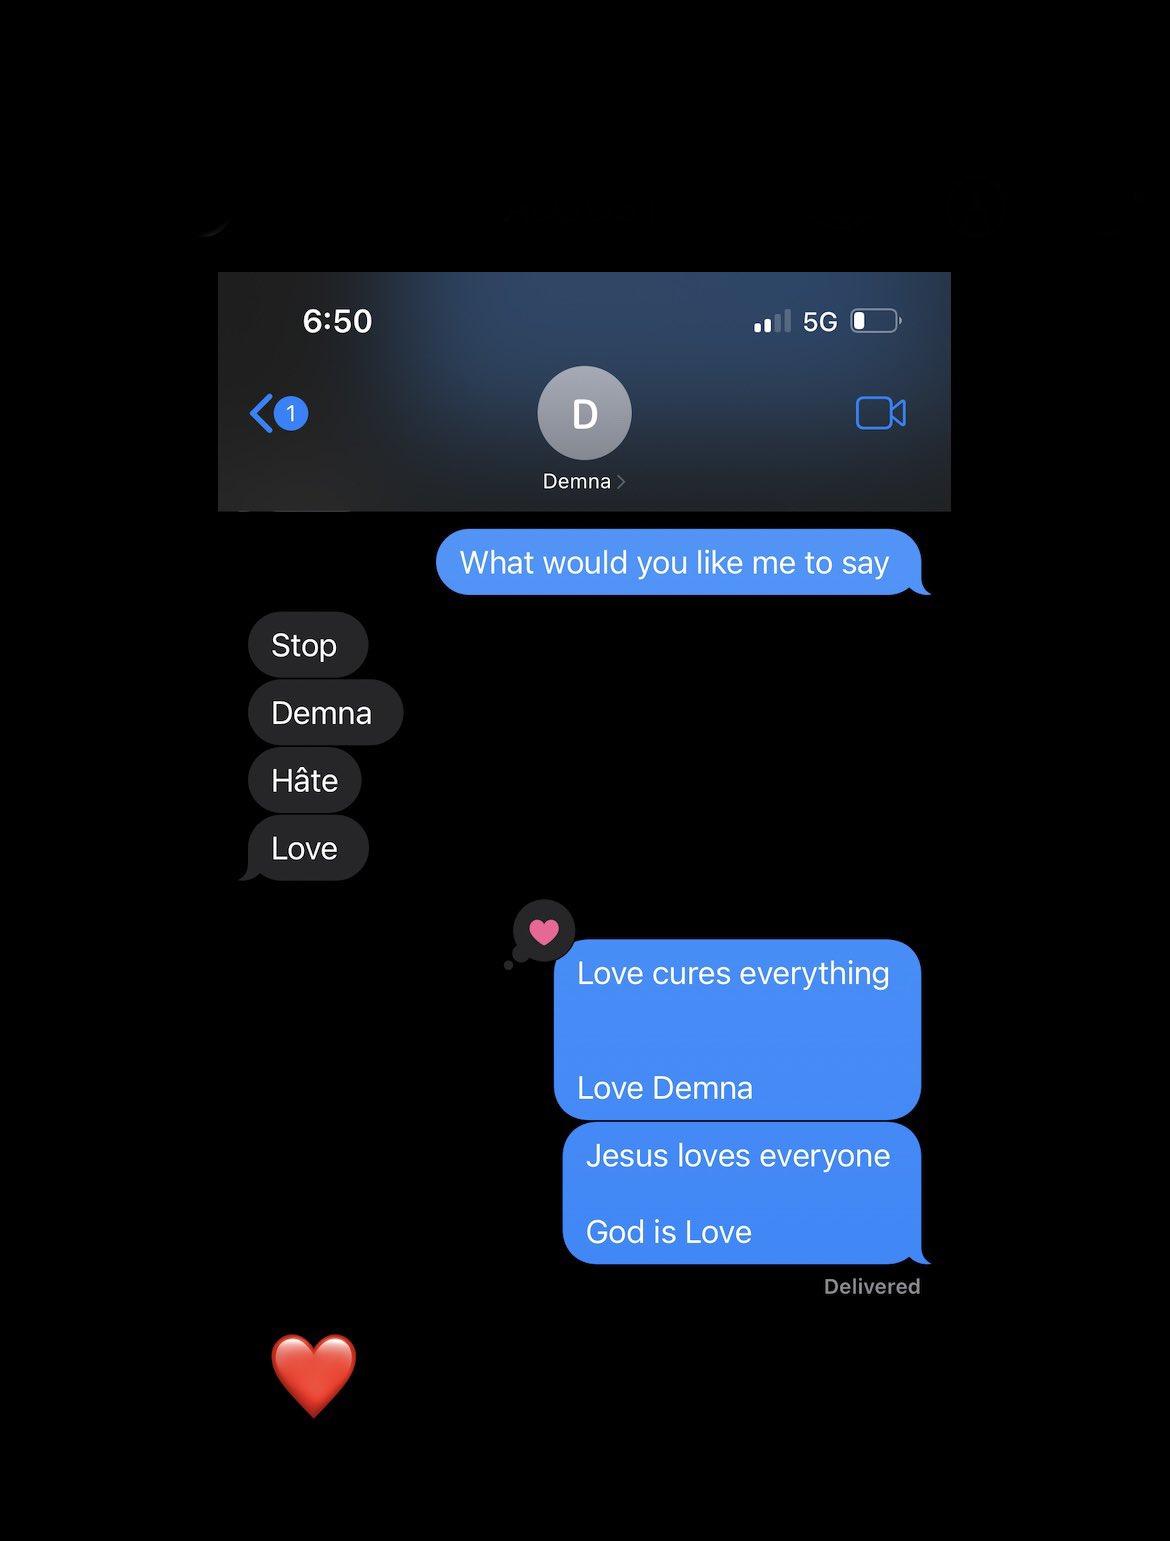 6:50
5G
1
D
Demna
What would you like me to say
Stop
Demna
Hâte
Love
Love cures everything
Love Demna
Jesus loves everyone
God is Love
Delivered